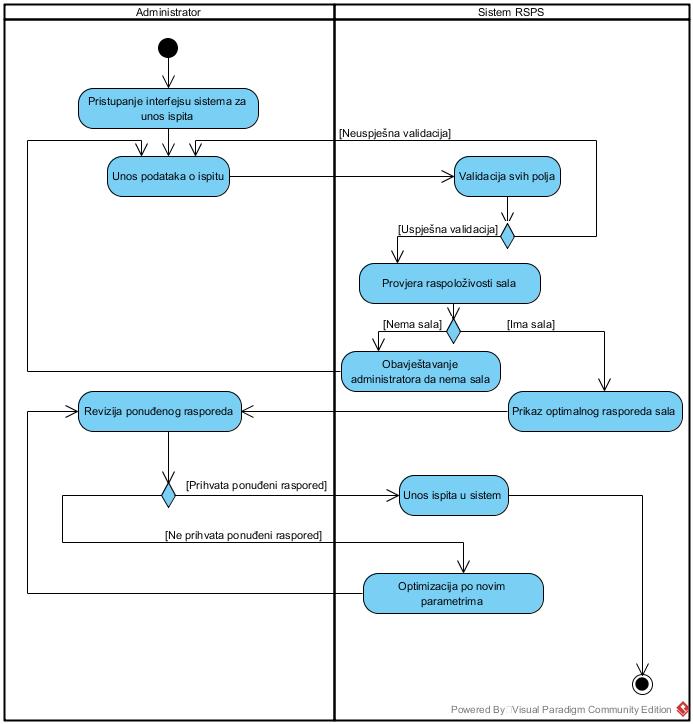 Administrator
Sistem RSPS
Pristupanje interfejsu sistema za
unos ispita
[Neuspješna validacija]
Unos podataka o ispitu
Validacija svih polja
[Uspješna validacija]
Provjera raspoloživosti sala
[Nema sala]
[Ima sala]
Obavještavanje
administratora da nema sala
Revizija ponuđenog rasporeda
Prikaz optimalnog rasporeda sala
[Prihvata ponuđeni raspored]
Unos ispita u sistem
[Ne prihvata ponuđeni raspored]
Optimizacija po novim
parametrima
Powered By Visual Paradigm Community Edition